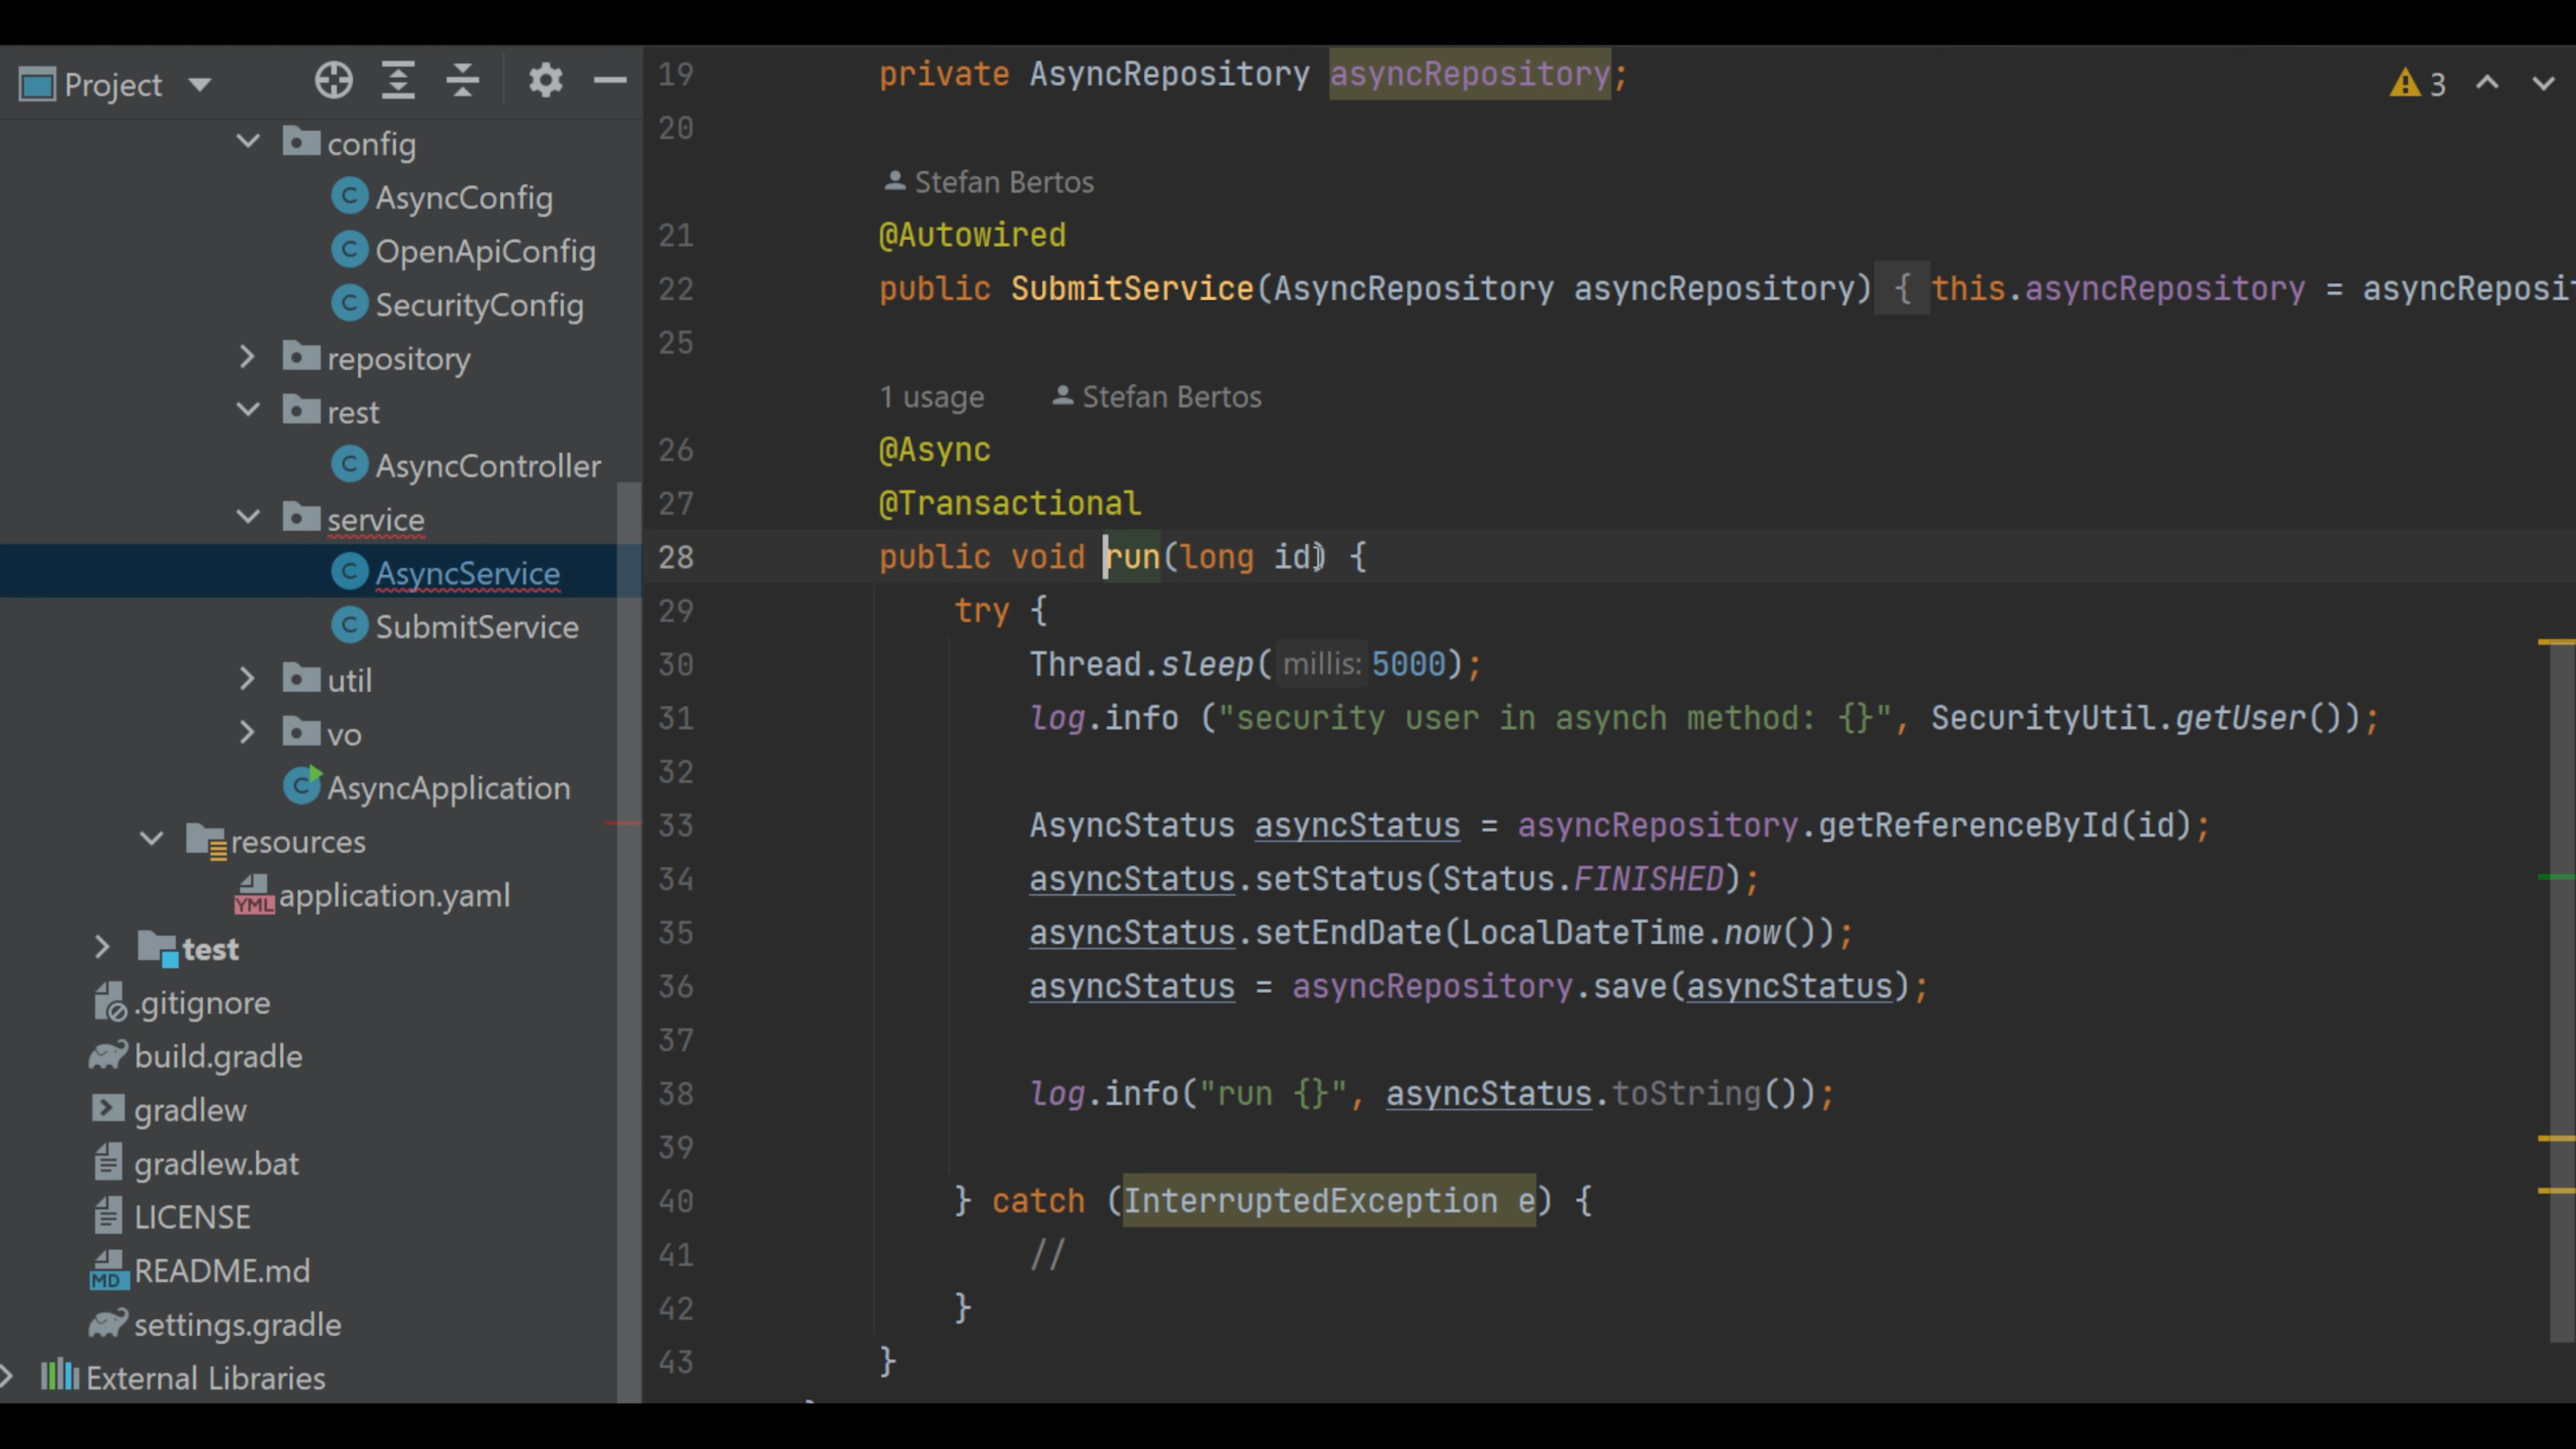 Project
config
AsyncConfig
OpenApiConfig
SecurityConfig
repository
rest
AsyncController
service
AsyncService
SubmitService
util
vo
AsyncApplication
resources
YML application.yaml
test
.gitignore
build.gradle
gradlew
gradlew.bat
LICENSE
MD README.md
settings.gradle
External Libraries
3
19 private AsyncRepository asyncRepository;
20
Stefan Bertos
21 @Autowired
22 public SubmitService(AsyncRepository asyncRepository) { this.asyncRepository = asyncReposit
25
1 usage Stefan Bertos
26 @Async
27 @Transactional
28 public void run(long id) {
29 try {
30 Thread.sleep( millis: 5000);
31 log.info ("security user in asynch method: {}", SecurityUtil.getUser());
32
33 AsyncStatus asyncStatus = asyncRepository.getReferenceById(id);
34 asyncStatus.setStatus(Status.FINISHED);
35 asyncStatus.setEndDate(LocalDateTime.now());
36 asyncStatus = asyncRepository.save(asyncStatus);
37
38 log.info("run {}", asyncStatus.toString());
39
40 } catch (InterruptedException e) {
41 //
42 }
43 }